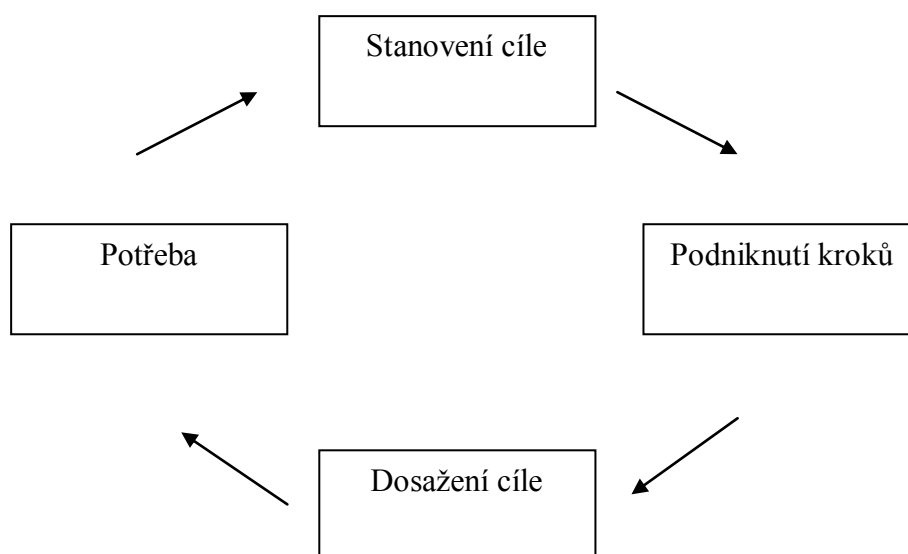 Stanovení cíle
Potřeba
Podniknutí kroků
Dosažení cíle